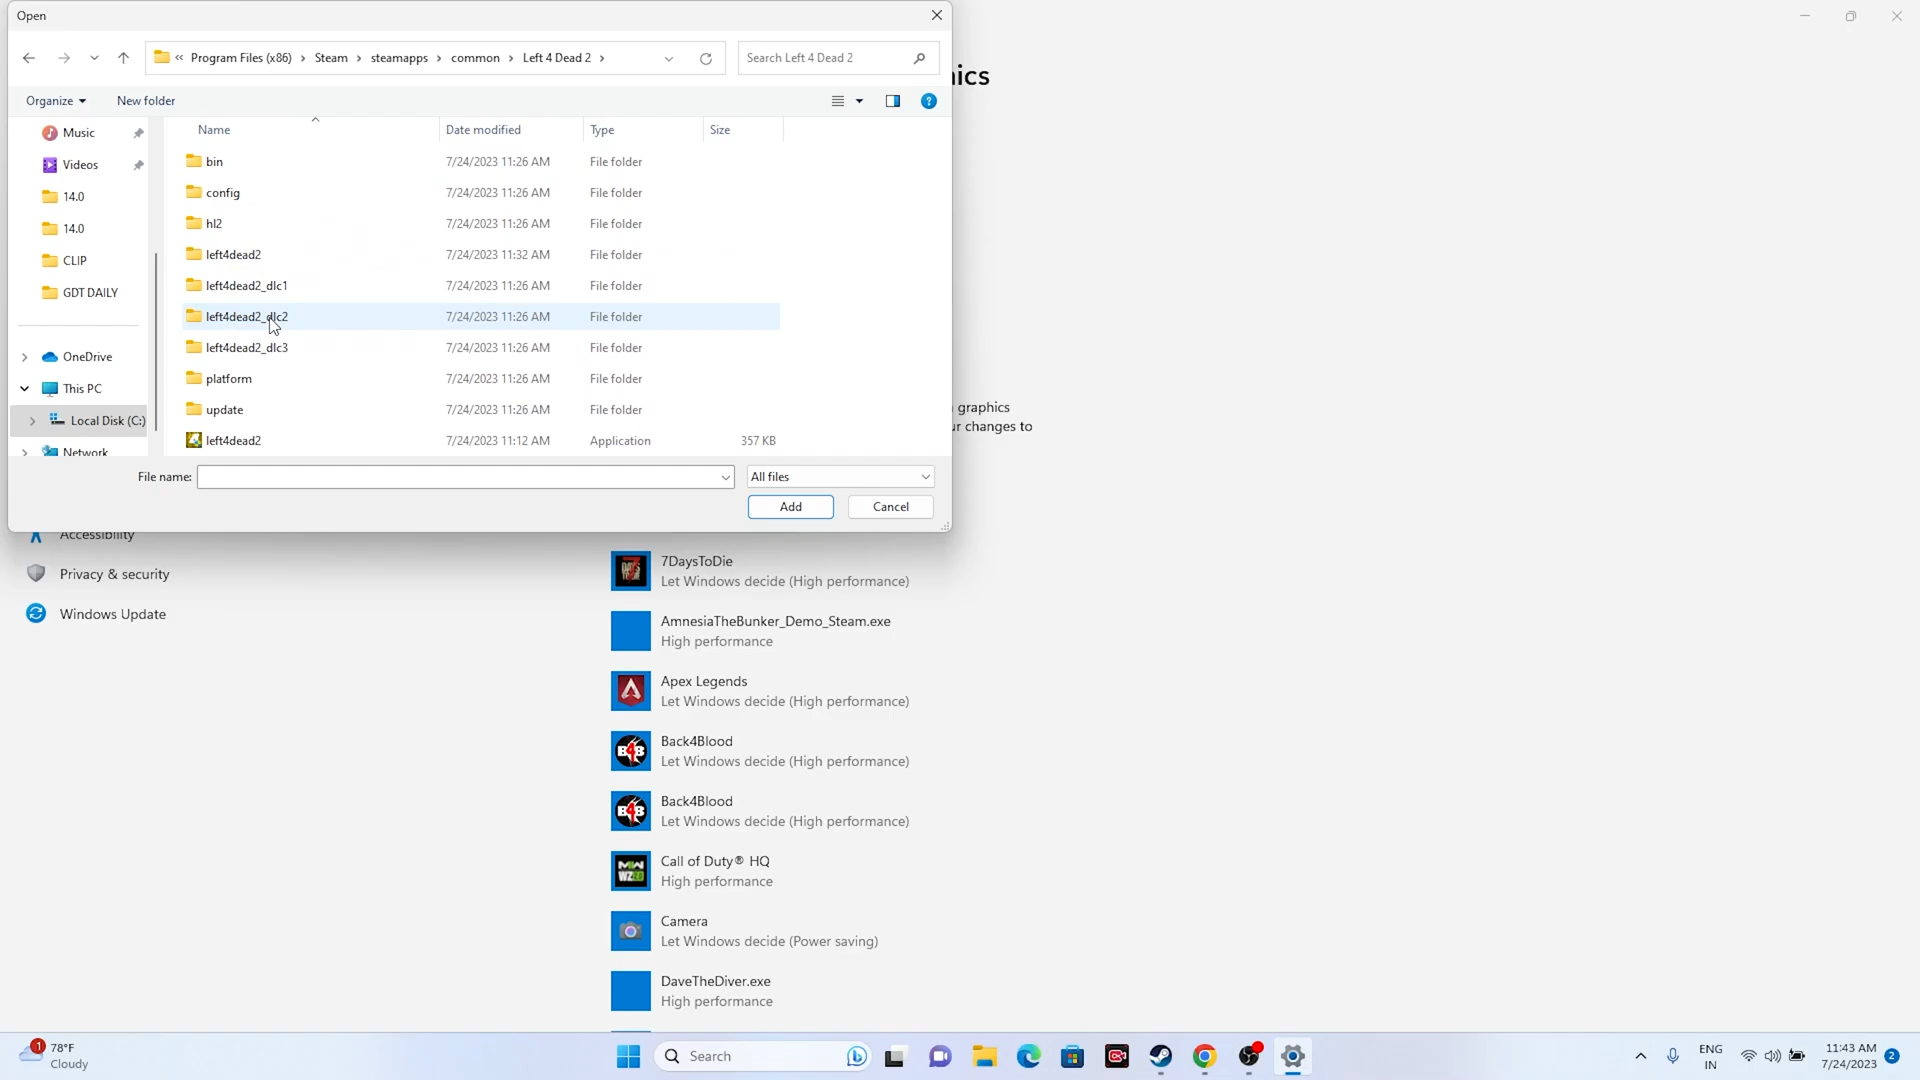 Open
« Program Files (x86) › Steam › steamapps › common › Left 4 Dead 2 ›
Search Left 4 Dead 2
Organize
New folder
?
Music
Videos
14.0
14.0
CLIP
GDT DAILY
OneDrive
This PC
Local Disk (C:)
Network
Name Date modified Type Size
bin 7/24/2023 11:26 AM File folder
config 7/24/2023 11:26 AM File folder
hl2 7/24/2023 11:26 AM File folder
left4dead2 7/24/2023 11:32 AM File folder
left4dead2_dlc1 7/24/2023 11:26 AM File folder
left4dead2_dlc2 7/24/2023 11:26 AM File folder
left4dead2_dlc3 7/24/2023 11:26 AM File folder
platform 7/24/2023 11:26 AM File folder
update 7/24/2023 11:26 AM File folder
left4dead2 7/24/2023 11:12 AM Application 357 KB
File name:
All files
Add
Cancel
ics
graphics
ur changes to
Accessibility
Privacy & security
Windows Update
7DaysToDie
Let Windows decide (High performance)
AmnesiaTheBunker_Demo_Steam.exe
High performance
Apex Legends
Let Windows decide (High performance)
B4B
Back4Blood
Let Windows decide (High performance)
B4B
Back4Blood
Let Windows decide (High performance)
MW
WZ2.0
Call of Duty® HQ
High performance
Camera
Let Windows decide (Power saving)
DaveTheDiver.exe
High performance
1
78°F
Cloudy
Search
ENG
IN
11:43 AM
7/24/2023
2